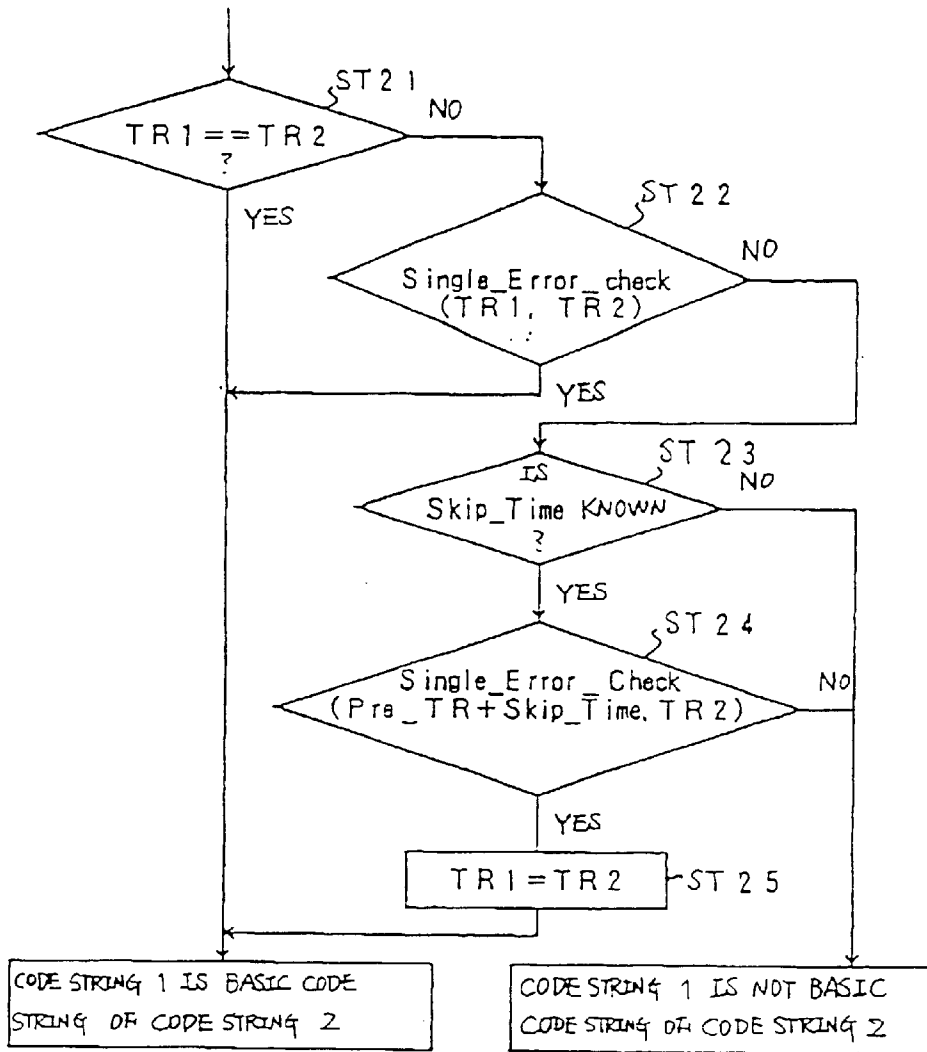 ST21
NO
TR1==TR2
?
YES
ST22
NO
Single_Error_check
(TR1, TR2)
YES
ST 23
IS
NO
Skip_Time KNOWN
?
YES
ST24
Single_Error_Check
NO
(Pre_TR+Skip_Time, TR2)
YES
TR1=TR2
ST25
CODE STRING 1 IS BASIC CODE
STRING OF CODE STRING 2
CODE STRING 1 IS NOT BASIC
CODE STRING OF CODE STRING 2